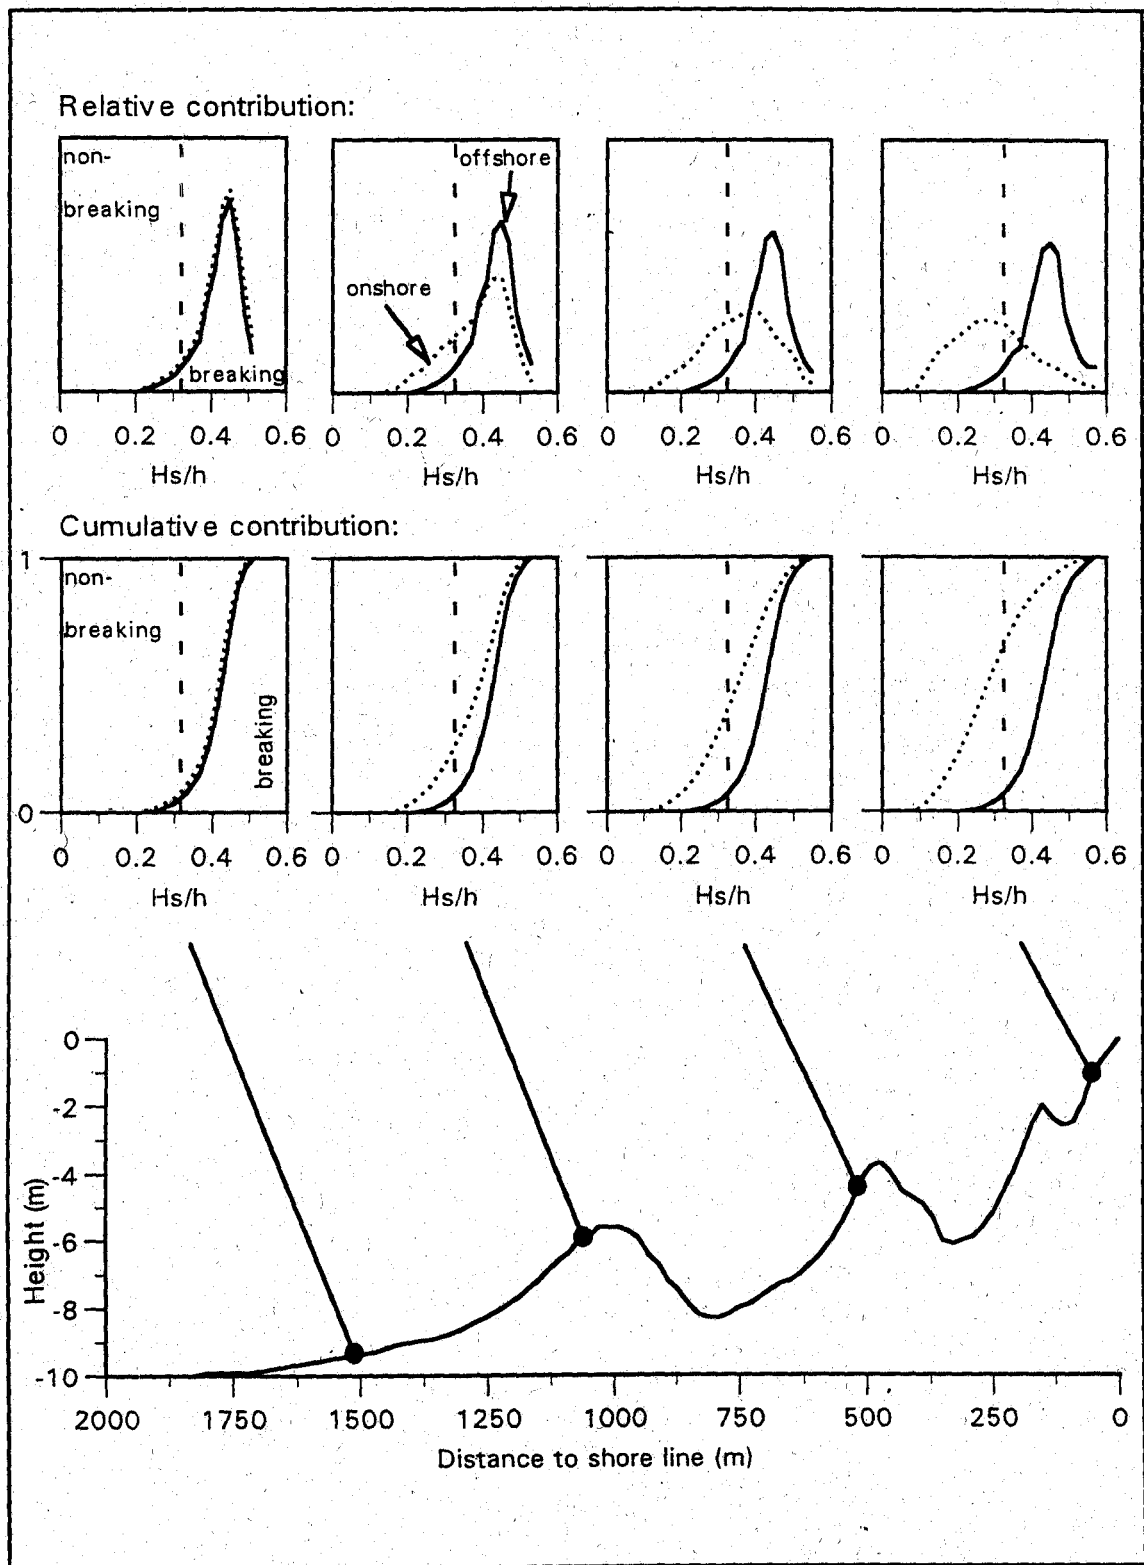 Relative contribution:
non-
breaking
breaking
offshore
onshore
0 0.2 0.4 0.6
Hs/h
0 0.2 0.4 0.6
Hs/h
0 0.2 0.4 0.6
Hs/h
0 0.2 0.4 0.6
Hs/h
Cumulative contribution:
1
non-
breaking
breaking
0
0 0.2 0.4 0.6
Hs/h
0 0.2 0.4 0.6
Hs/h
0 0.2 0.4 0.6
Hs/h
0 0.2 0.4 0.6
Hs/h
Height (m)
0
-2
-4
-6
-8
-10
2000 1750 1500 1250 1000 750 500 250 0
Distance to shore line (m)